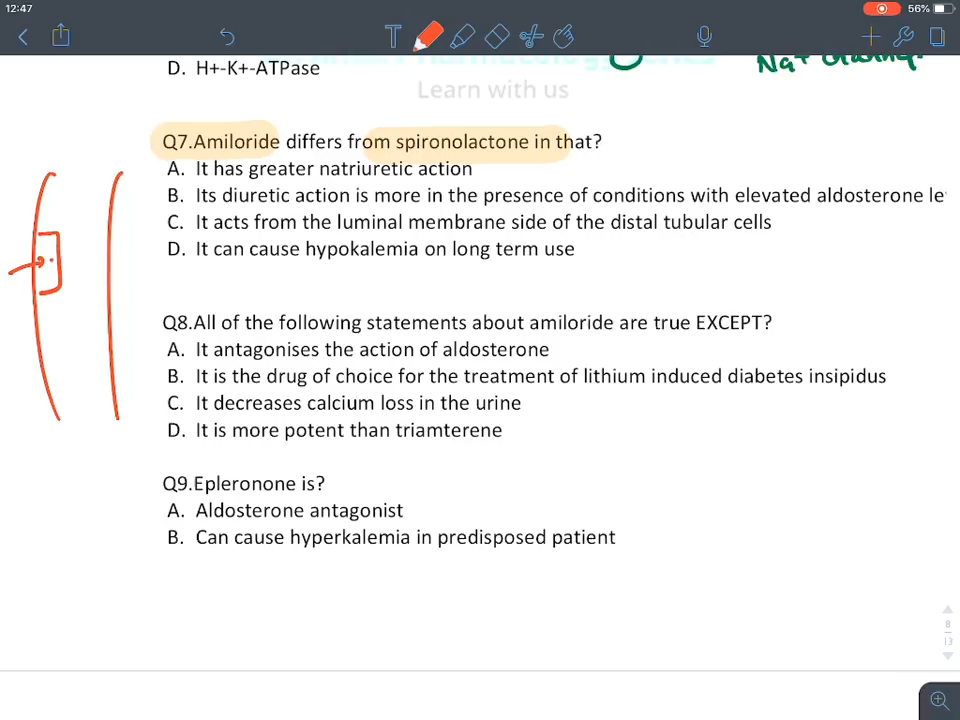 12:47
56%
D. H+-K+-ATPase
Na+
Learn with us
Q7.Amiloride differs from spironolactone in that?
A. It has greater natriuretic action
B. Its diuretic action is more in the presence of conditions with elevated aldosterone le
C. It acts from the luminal membrane side of the distal tubular cells
D. It can cause hypokalemia on long term use
Q8.All of the following statements about amiloride are true EXCEPT?
A. It antagonises the action of aldosterone
B. It is the drug of choice for the treatment of lithium induced diabetes insipidus
C. It decreases calcium loss in the urine
D. It is more potent than triamterene
Q9.Epleronone is?
A. Aldosterone antagonist
B. Can cause hyperkalemia in predisposed patient
8
13